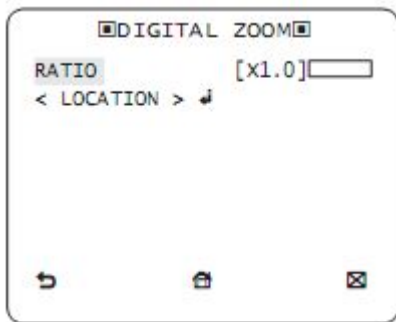 ▣DIGITAL ZOOM▣
RATIO [X1.0]
< LOCATION > ↲